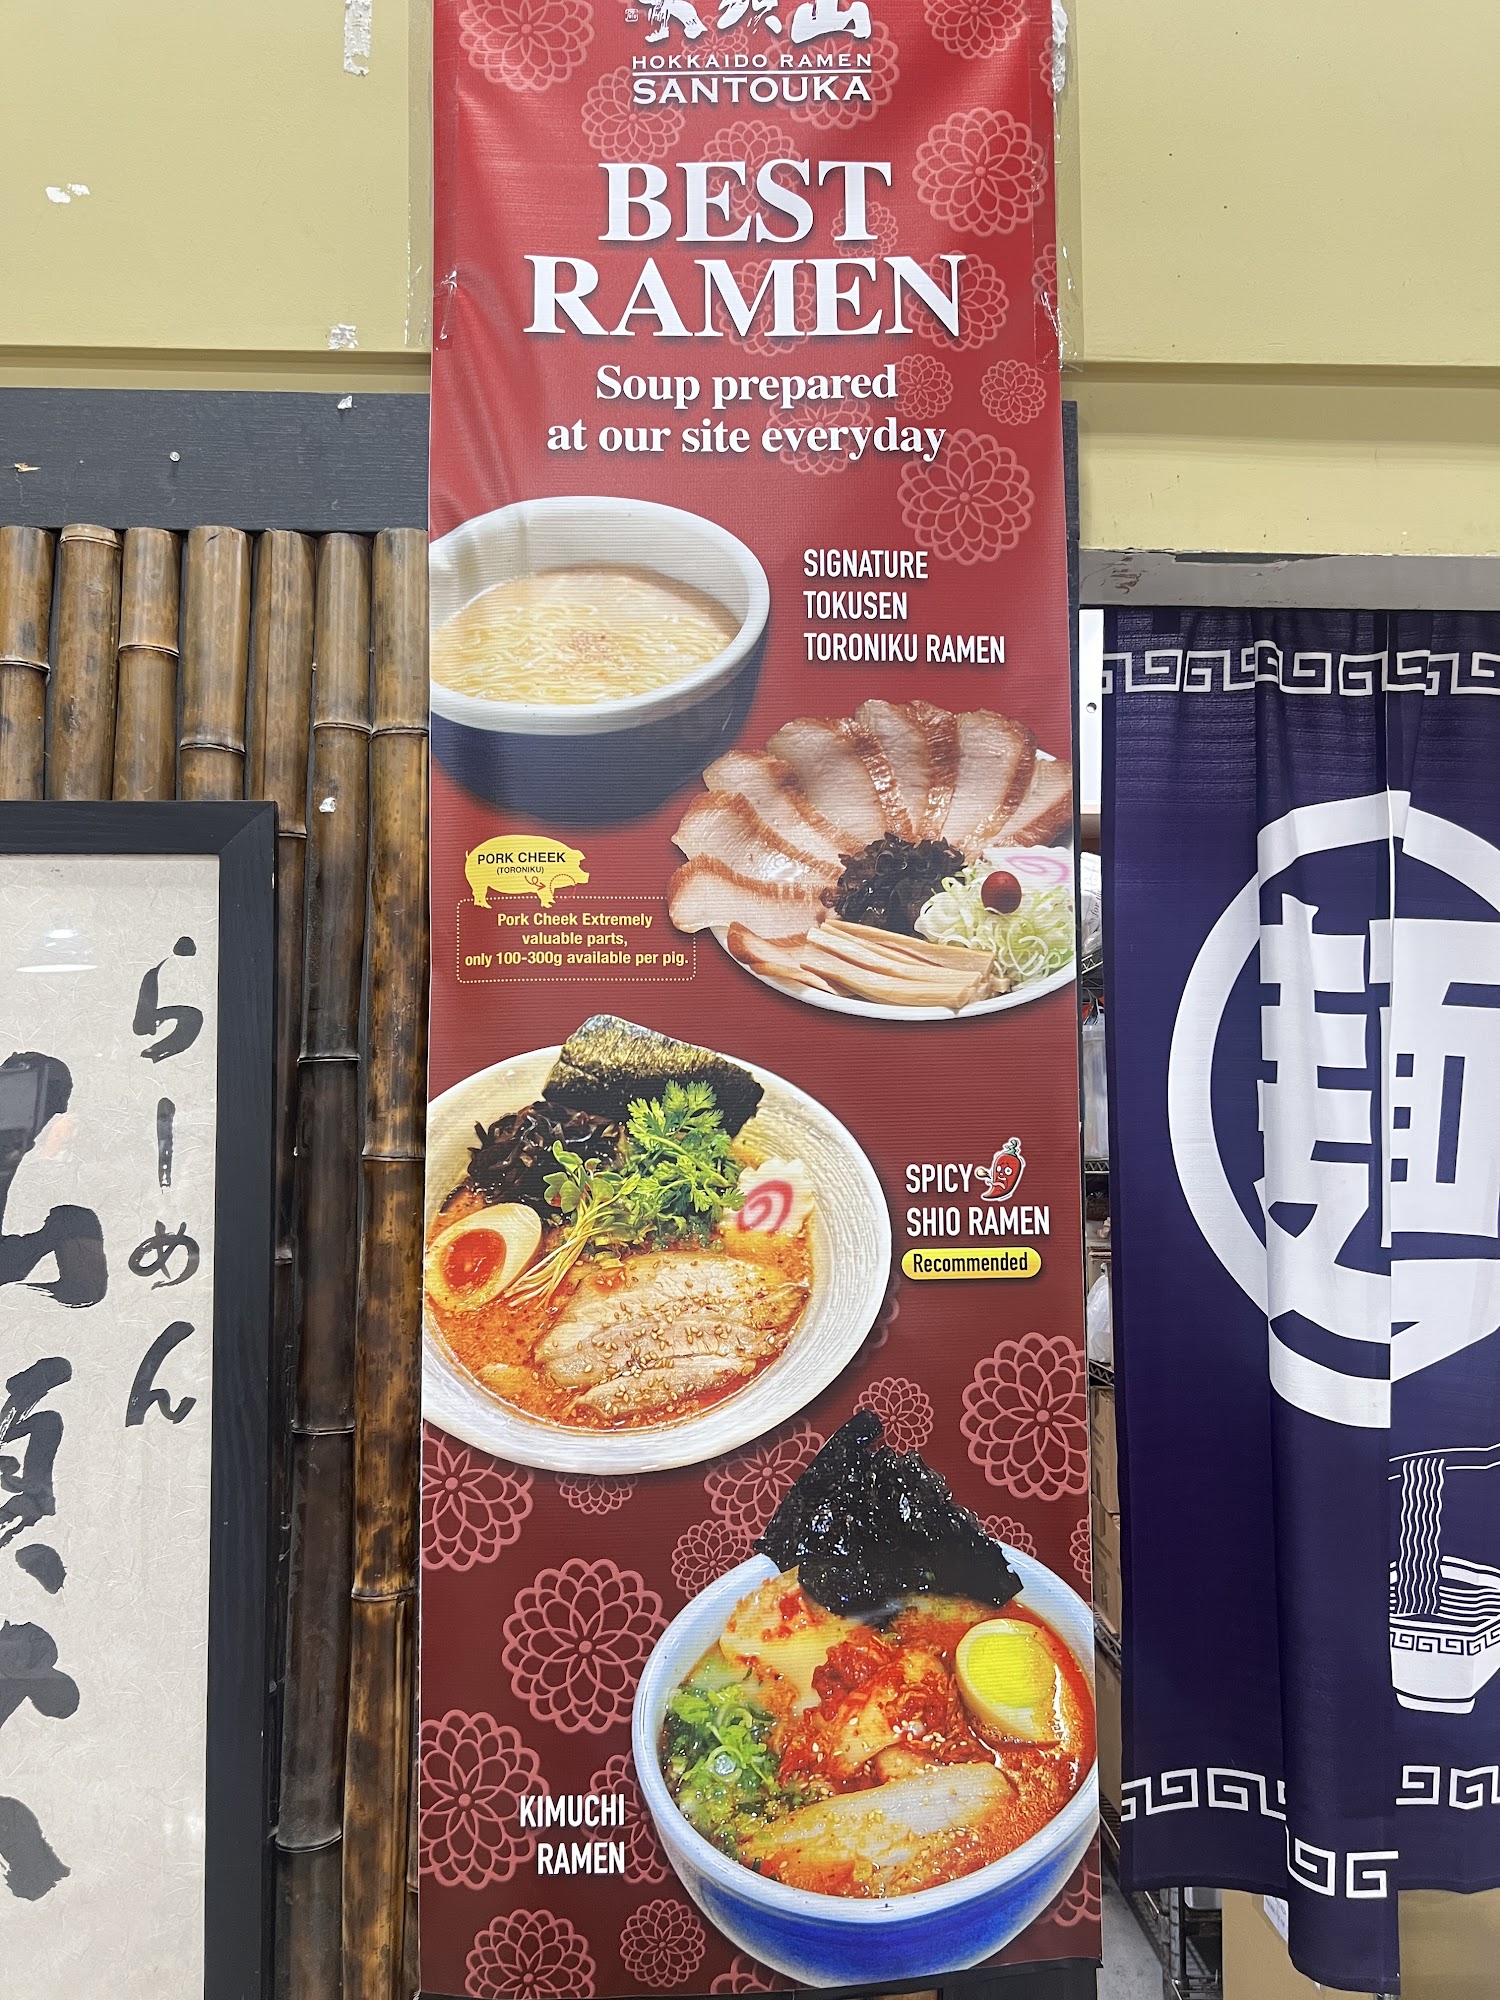 HOKKAIDO RAMEN
SANTOUKA
BEST
RAMEN
Soup prepared
at our site everyday
SIGNATURE
TOKUSEN
TORONIKU RAMEN
PORK CHEEK
(TORONIKU)
Pork Cheek Extremely
valuable parts,
only 100-300g available per pig.
SPICY
SHIO RAMEN
Recommended
KIMUCHI
RAMEN
らーめん
麺